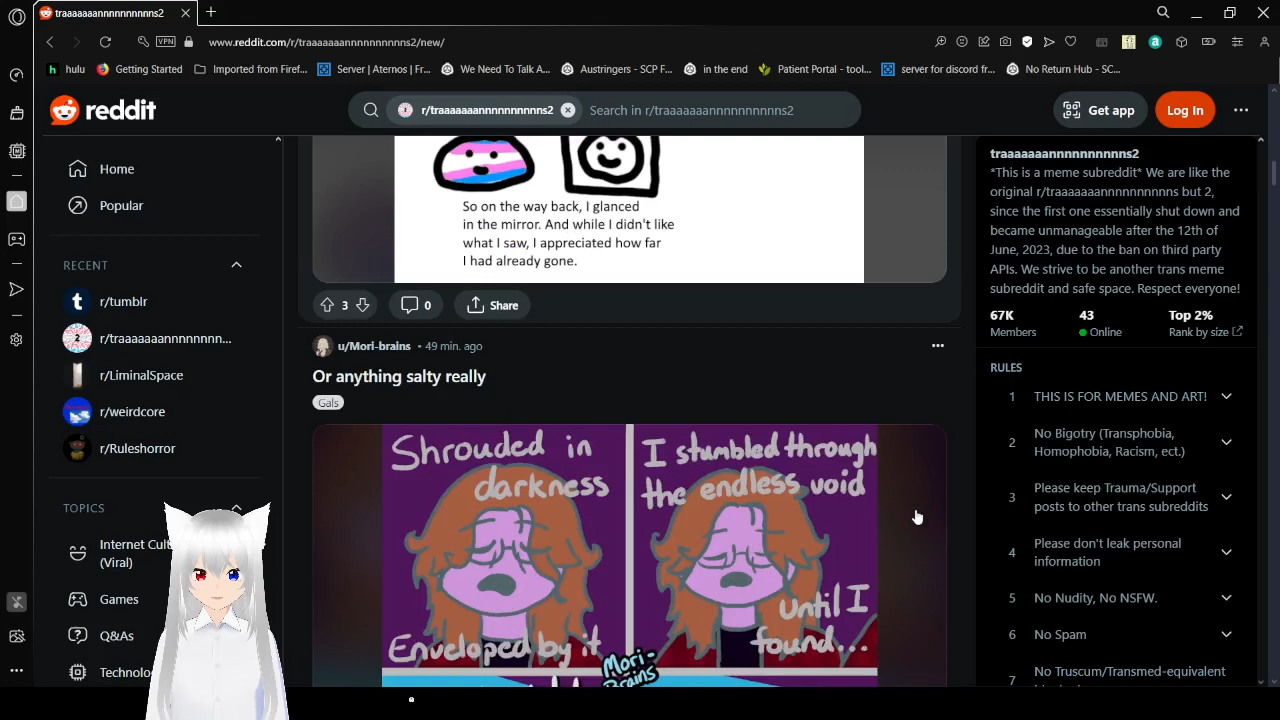 traaaaaaannnnnnnnnns2
VPN
www.reddit.com/r/traaaaaaannnnnnnnnns2/new/
hulu
Getting Started
Imported from Firef...
Server | Aternos | Fr...
We Need To Talk A...
Austringers - SCP F...
in the end
Patient Portal - tool...
server for discord fr...
No Return Hub - SC...
reddit
r/traaaaaaannnnnnnnnns2
Search in r/traaaaaaannnnnnnnnns2
Get app
Log In
Home
Popular
RECENT
r/tumblr
r/traaaaaaannnnnnn...
r/LiminalSpace
r/weirdcore
r/Ruleshorror
TOPICS
Internet Cult
(Viral)
Games
Q&As
Technolo
So on the way back, I glanced
in the mirror. And while I didn't like
what I saw, I appreciated how far
I had already gone.
3
0
Share
u/Mori-brains • 49 min. ago
Or anything salty really
Gals
Shrouded in
darkness
Enveloped by it
I stumbled through
the endless void
until I
found...
Mori-
Brains
traaaaaaannnnnnnnnns2
*This is a meme subreddit* We are like the
original r/traaaaaaannnnnnnnnns but 2,
since the first one essentially shut down and
became unmanageable after the 12th of
June, 2023, due to the ban on third party
APIs. We strive to be another trans meme
subreddit and safe space. Respect everyone!
67K
Members
43
Online
Top 2%
Rank by size
RULES
1 THIS IS FOR MEMES AND ART!
2 No Bigotry (Transphobia,
Homophobia, Racism, ect.)
3 Please keep Trauma/Support
posts to other trans subreddits
4 Please don't leak personal
information
5 No Nudity, No NSFW.
6 No Spam
7 No Truscum/Transmed-equivalent